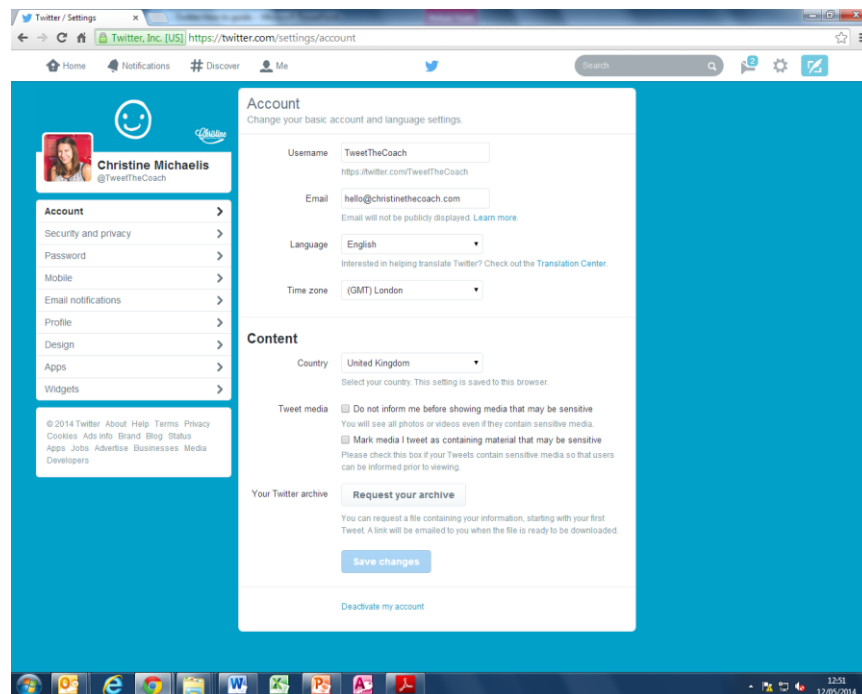 Twitter / Settings
Twitter, Inc. [US] https://twitter.com/settings/account
Home Notifications Discover Me Search 2
Christine
Christine Michaelis
@TweetTheCoach
Account
Security and privacy
Password
Mobile
Email notifications
Profile
Design
Apps
Widgets
© 2014 Twitter About Help Terms Privacy
Cookies Ads info Brand Blog Status
Apps Jobs Advertise Businesses Media
Developers
Account
Change your basic account and language settings.
Username TweetTheCoach
https://twitter.com/TweetTheCoach
Email hello@christinethecoach.com
Email will not be publicly displayed. Learn more.
Language English
Interested in helping translate Twitter? Check out the Translation Center.
Time zone (GMT) London
Content
Country United Kingdom
Select your country. This setting is saved to this browser.
Tweet media Do not inform me before showing media that may be sensitive
You will see all photos or videos even if they contain sensitive media.
Mark media I tweet as containing material that may be sensitive
Please check this box if your Tweets contain sensitive media so that users
can be informed prior to viewing.
Your Twitter archive Request your archive
You can request a file containing your information, starting with your first
Tweet. A link will be emailed to you when the file is ready to be downloaded.
Save changes
Deactivate my account
12:51
12/05/2014